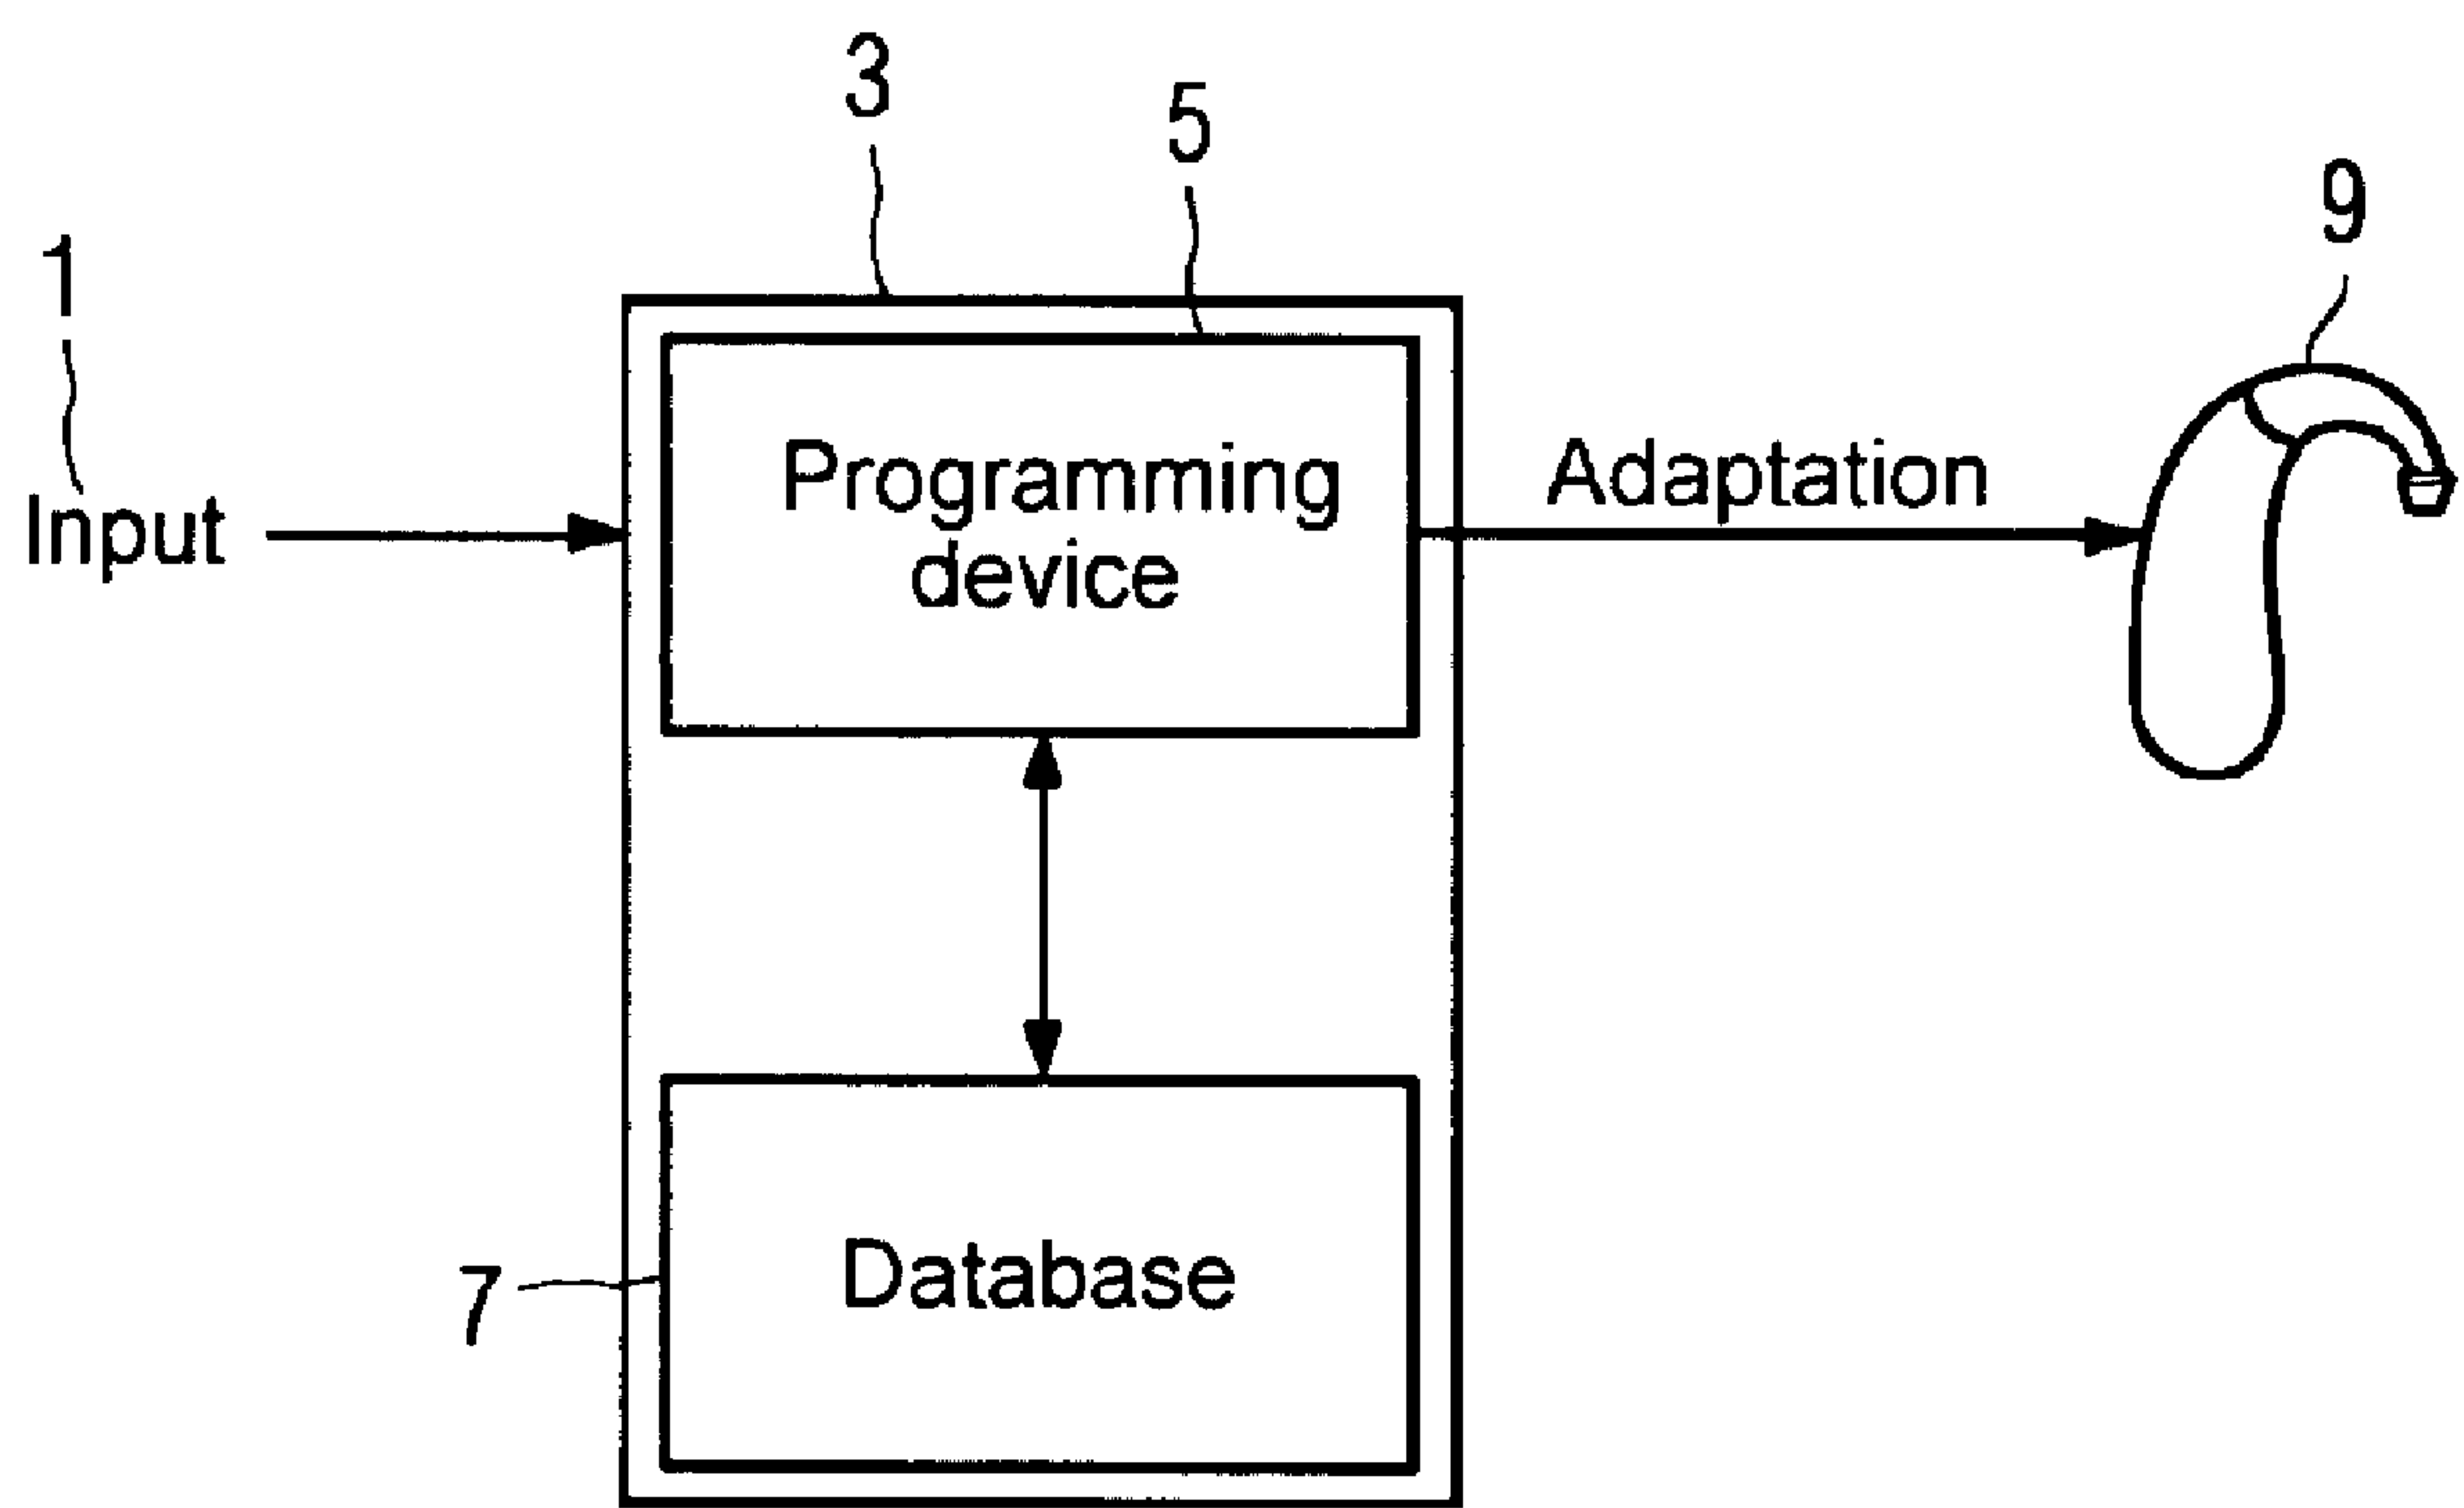 3
5
9
1
Programming
device
Adaptation
Input
Database
7